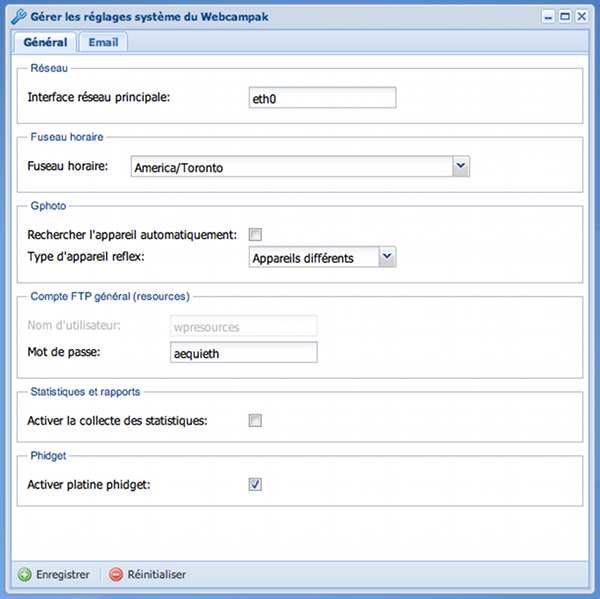 Gérer les réglages système du Webcampak
Général Email
Réseau
Interface réseau principale: eth0
Fuseau horaire
Fuseau horaire: America/Toronto
Gphoto
Rechercher l'appareil automatiquement:
Type d'appareil reflex: Appareils différents
Compte FTP général (resources)
Nom d'utilisateur: wpresources
Mot de passe: aequieth
Statistiques et rapports
Activer la collecte des statistiques:
Phidget
Activer platine phidget:
Enregistrer Réinitialiser